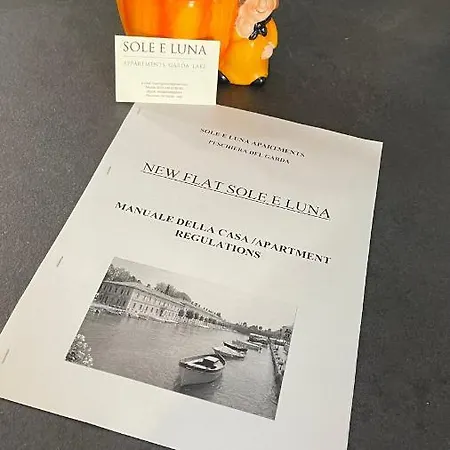 SOLE E LUNA
APPARTMENTS GARDA LAKE
SOLE E LUNA APARTMENTS
PESCHIERA DEL GARDA
NEW FLAT SOLE E LUNA
MANUALE DELLA CASA /APARTMENT
REGULATIONS